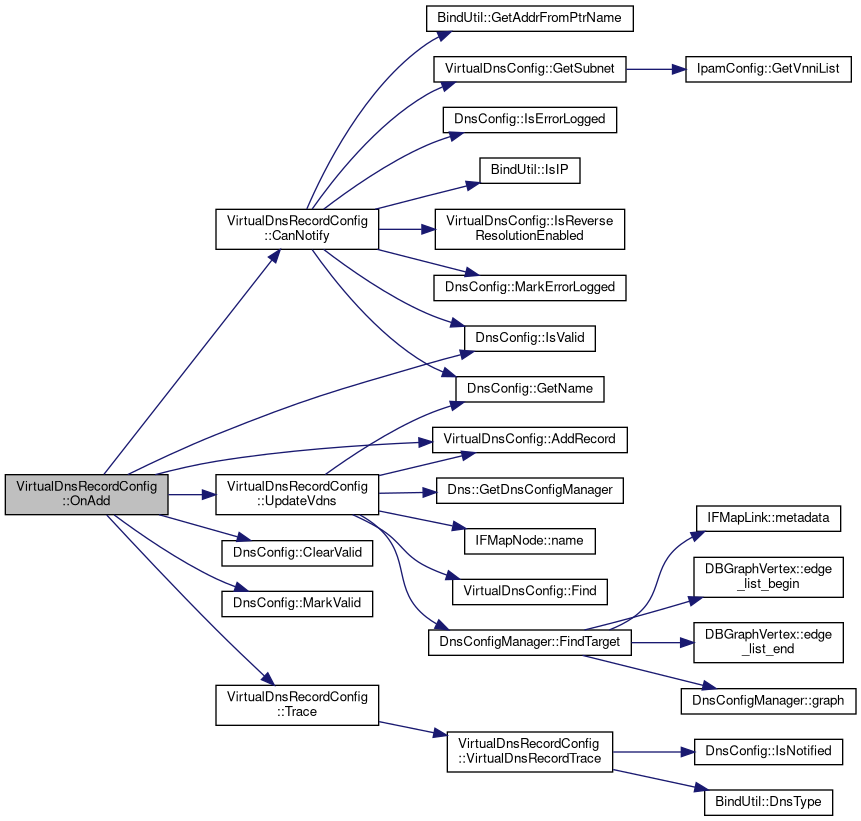 BindUtil::GetAddrFromPtrName
VirtualDnsConfig::GetSubnet
IpamConfig::GetVnniList
DnsConfig::IsErrorLogged
BindUtil::IsIP
VirtualDnsRecordConfig
::CanNotify
VirtualDnsConfig::IsReverse
ResolutionEnabled
DnsConfig::MarkErrorLogged
DnsConfig::IsValid
DnsConfig::GetName
VirtualDnsConfig::AddRecord
VirtualDnsRecordConfig
::OnAdd
VirtualDnsRecordConfig
::UpdateVdns
Dns::GetDnsConfigManager
IFMapLink::metadata
IFMapNode::name
DnsConfig::ClearValid
DBGraphVertex::edge
_list_begin
VirtualDnsConfig::Find
DnsConfig::MarkValid
DnsConfigManager::FindTarget
DBGraphVertex::edge
_list_end
DnsConfigManager::graph
VirtualDnsRecordConfig
::Trace
VirtualDnsRecordConfig
::VirtualDnsRecordTrace
DnsConfig::IsNotified
BindUtil::DnsType